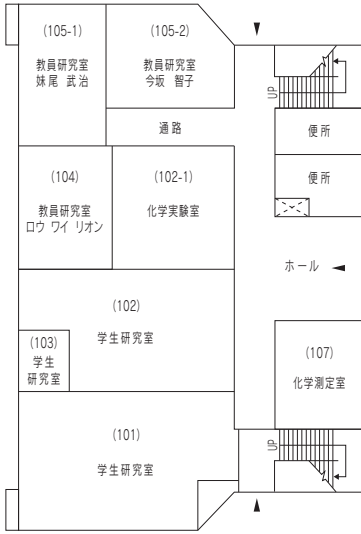 (105-1)
教員研究室
妹尾 武治
(105-2)
教員研究室
今坂 智子
UP
通路
便所
(104)
教員研究室
ロウ ワイ リオン
(102-1)
化学実験室
便所
ホール
(102)
学生研究室
(103)
学生
研究室
(107)
化学測定室
(101)
学生研究室
UP